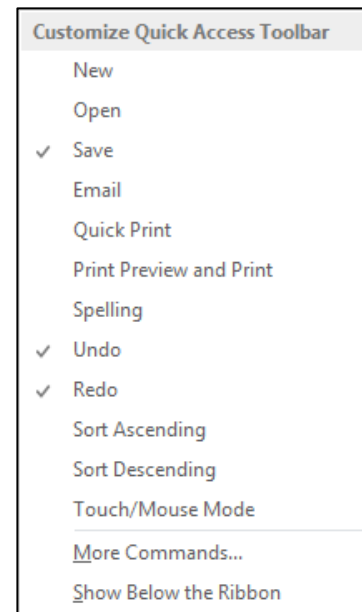 Customize Quick Access Toolbar
New
Open
Save
Email
Quick Print
Print Preview and Print
Spelling
Undo
Redo
Sort Ascending
Sort Descending
Touch/Mouse Mode
More Commands...
Show Below the Ribbon